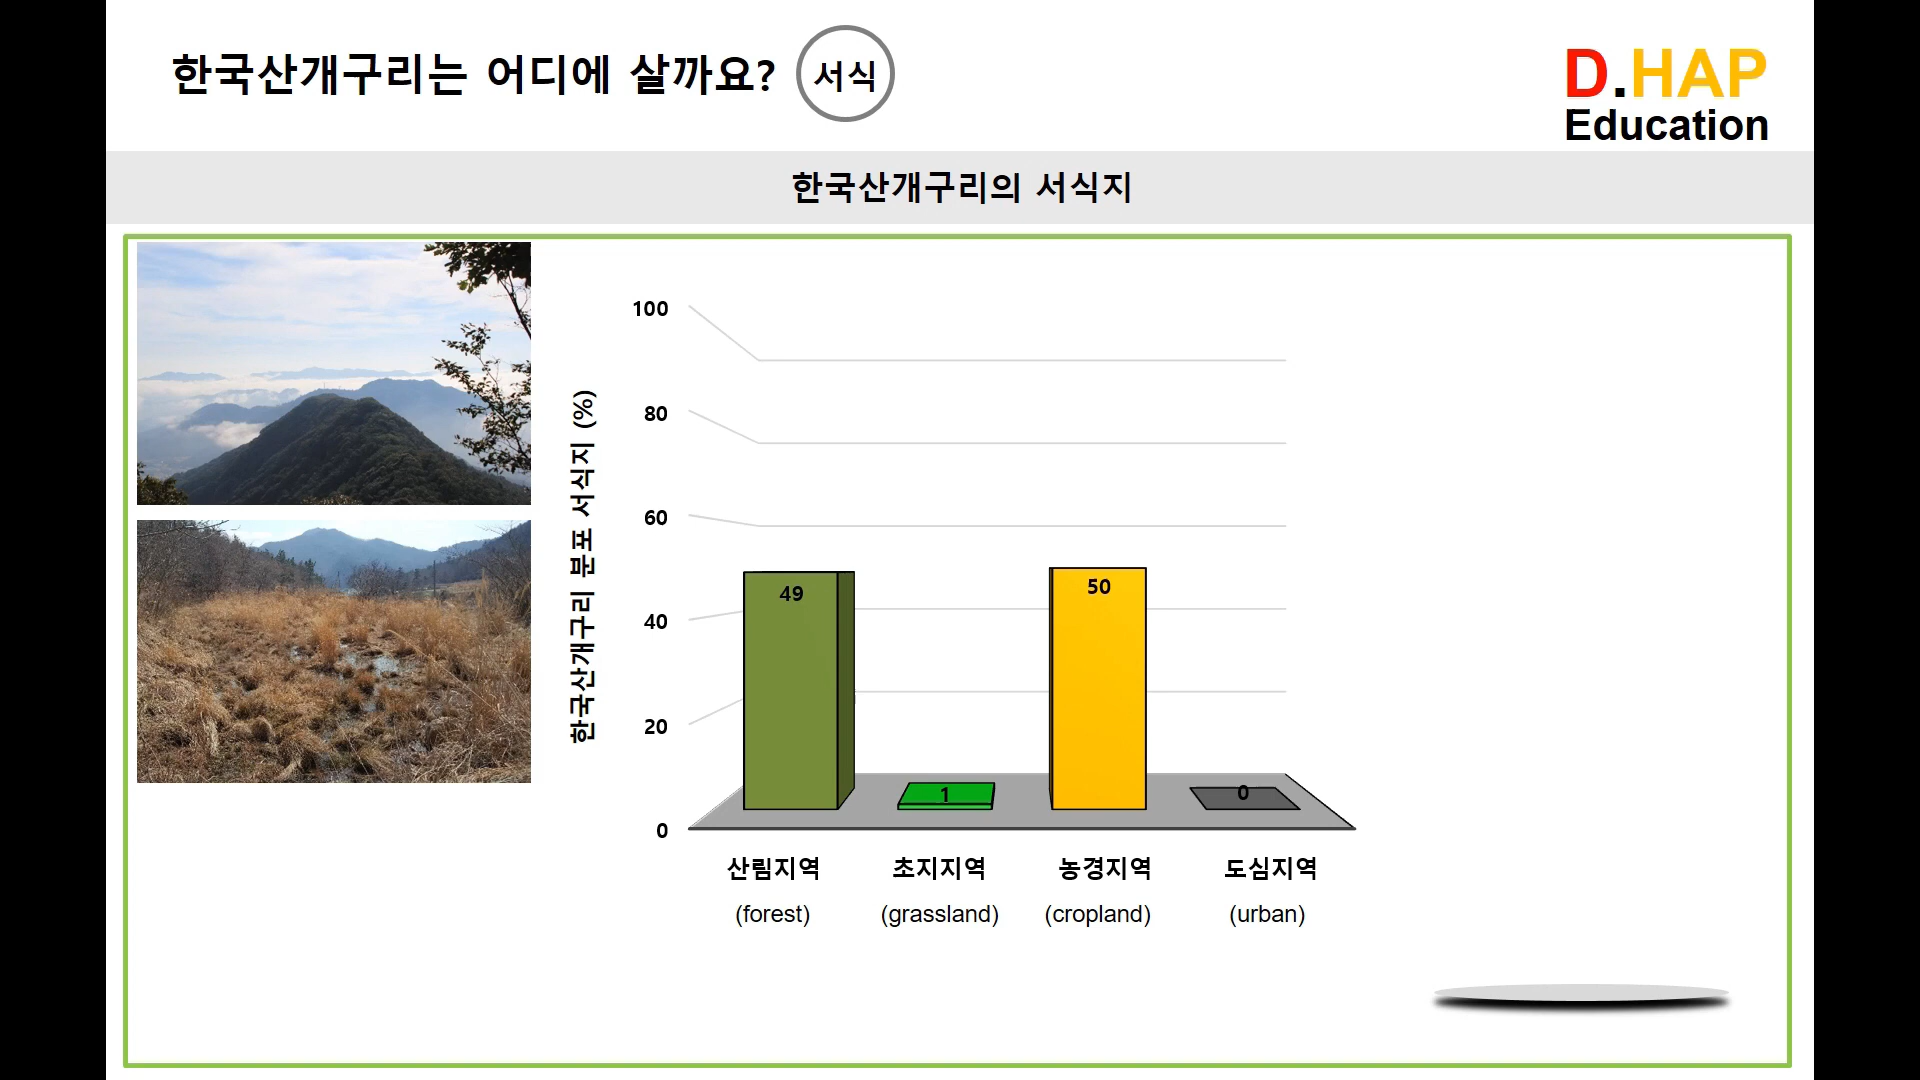 한국산개구리는 어디에 살까요? 서식
D.HAP
Education
한국산개구리의 서식지
한국산개구리 분포 서식지 (%)
100
80
60
40
20
0
49
1
50
0
산림지역 초지지역 농경지역 도심지역
(forest) (grassland) (cropland) (urban)